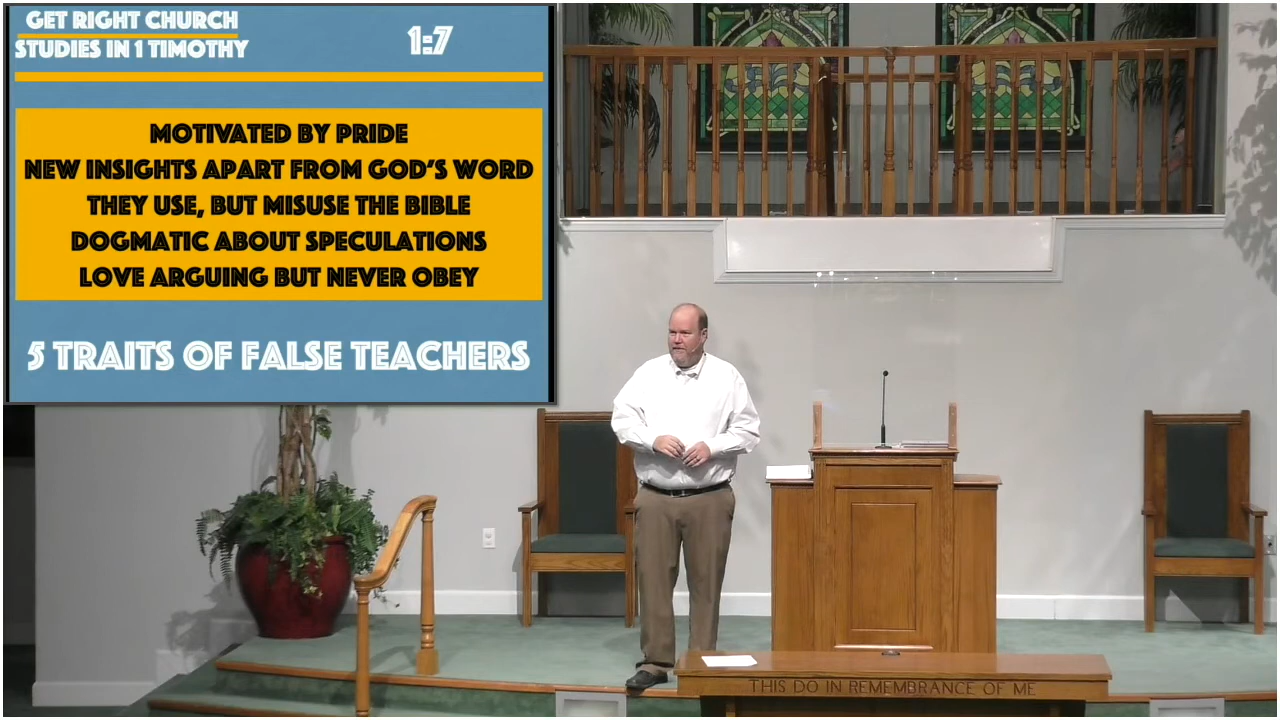 GET RIGHT CHURCH
STUDIES IN 1 TIMOTHY
1:7
MOTIVATED BY PRIDE
NEW INSIGHTS APART FROM GOD'S WORD
THEY USE, BUT MISUSE THE BIBLE
DOGMATIC ABOUT SPECULATIONS
LOVE ARGUING BUT NEVER OBEY
5 TRAITS OF FALSE TEACHERS
THIS DO IN REMEMBRANCE OF ME